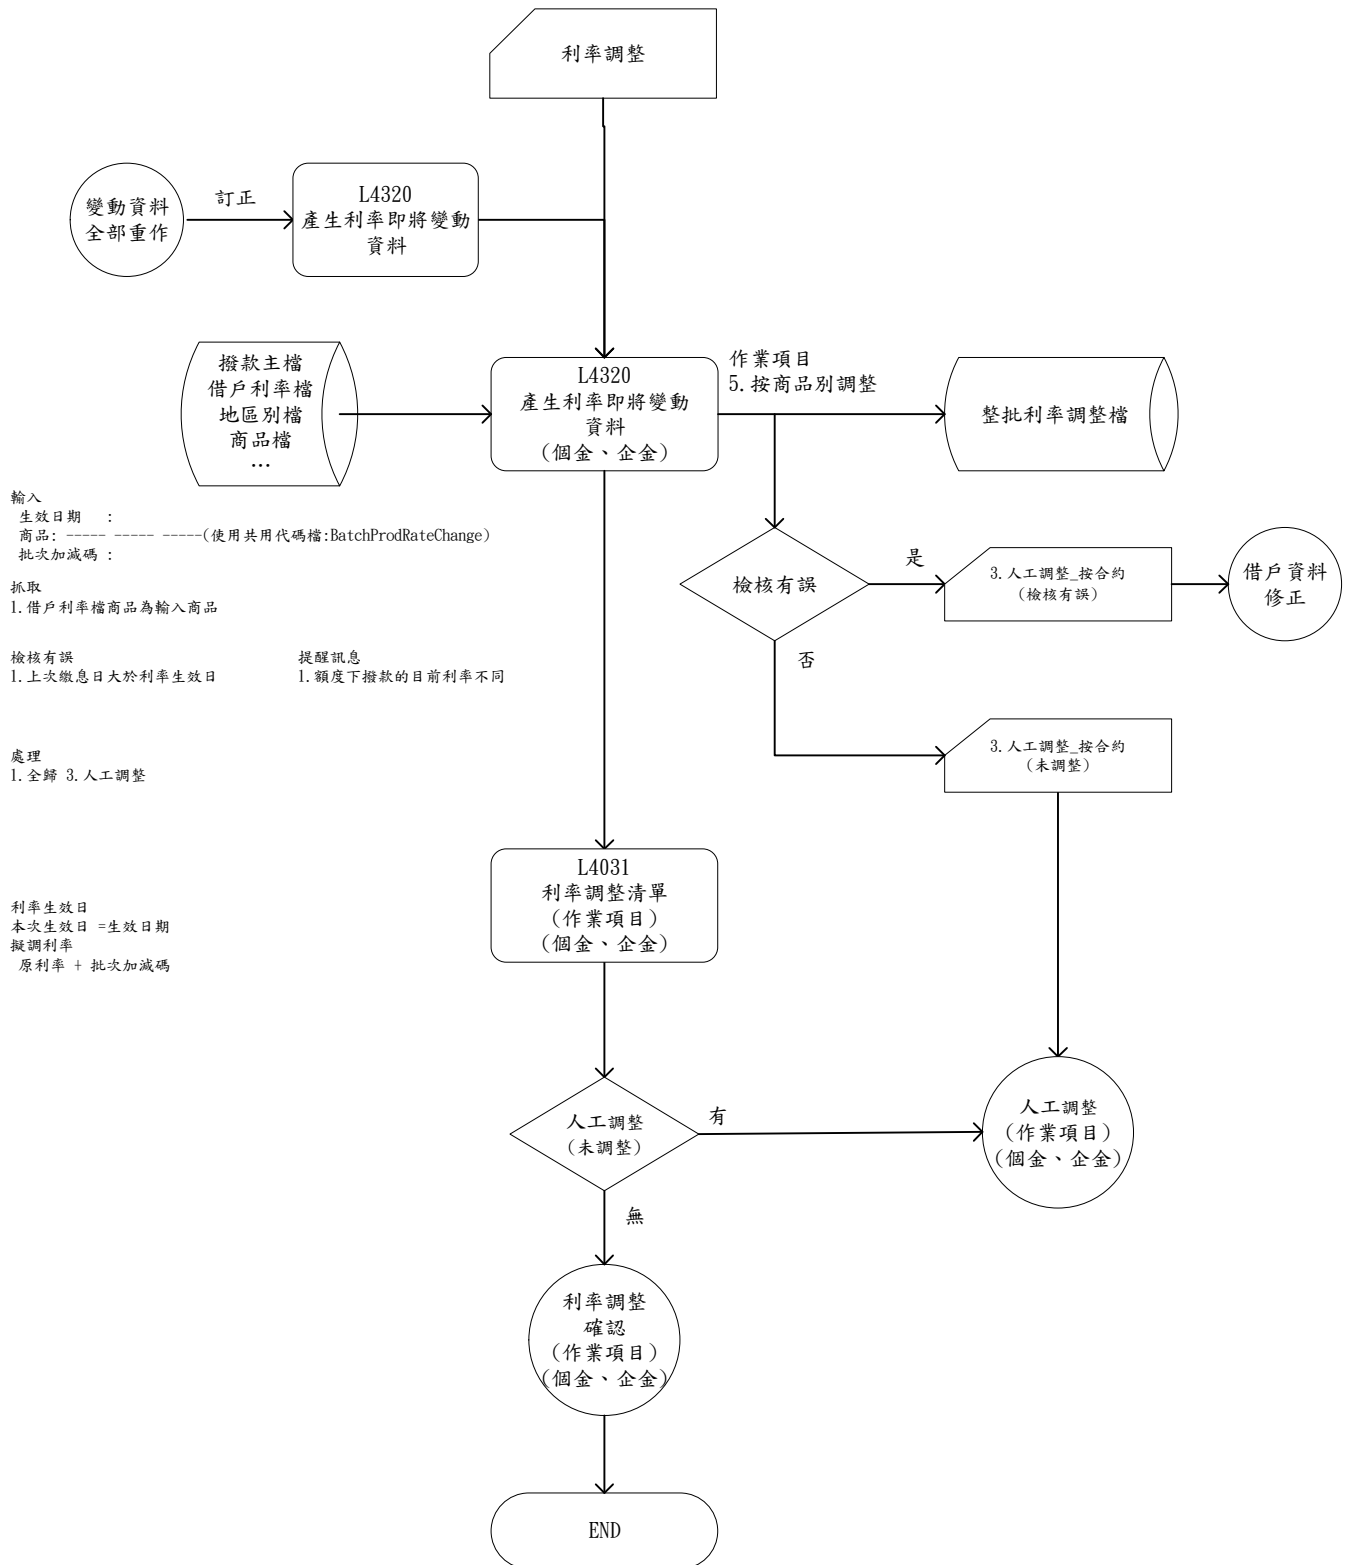 利率調整
變動資料
全部重作
訂正
L4320
產生利率即將變動
資料
撥款主檔
借戶利率檔
地區別檔
商品檔
...
L4320
產生利率即將變動
資料
(個金、企金)
作業項目
5.按商品別調整
整批利率調整檔
輸入
生效日期 :
商品: ----- ----- -----(使用共用代碼檔:BatchProdRateChange)
批次加減碼 :
抓取
1.借戶利率檔商品為輸入商品
檢核有誤
是
3.人工調整_按合約
(檢核有誤)
借戶資料
修正
否
檢核有誤
1.上次繳息日大於利率生效日
提醒訊息
1.額度下撥款的目前利率不同
3.人工調整_按合約
(未調整)
處理
1.全歸 3.人工調整
L4031
利率調整清單
(作業項目)
(個金、企金)
利率生效日
本次生效日 =生效日期
擬調利率
原利率 + 批次加減碼
人工調整
(未調整)
有
人工調整
(作業項目)
(個金、企金)
無
利率調整
確認
(作業項目)
(個金、企金)
END